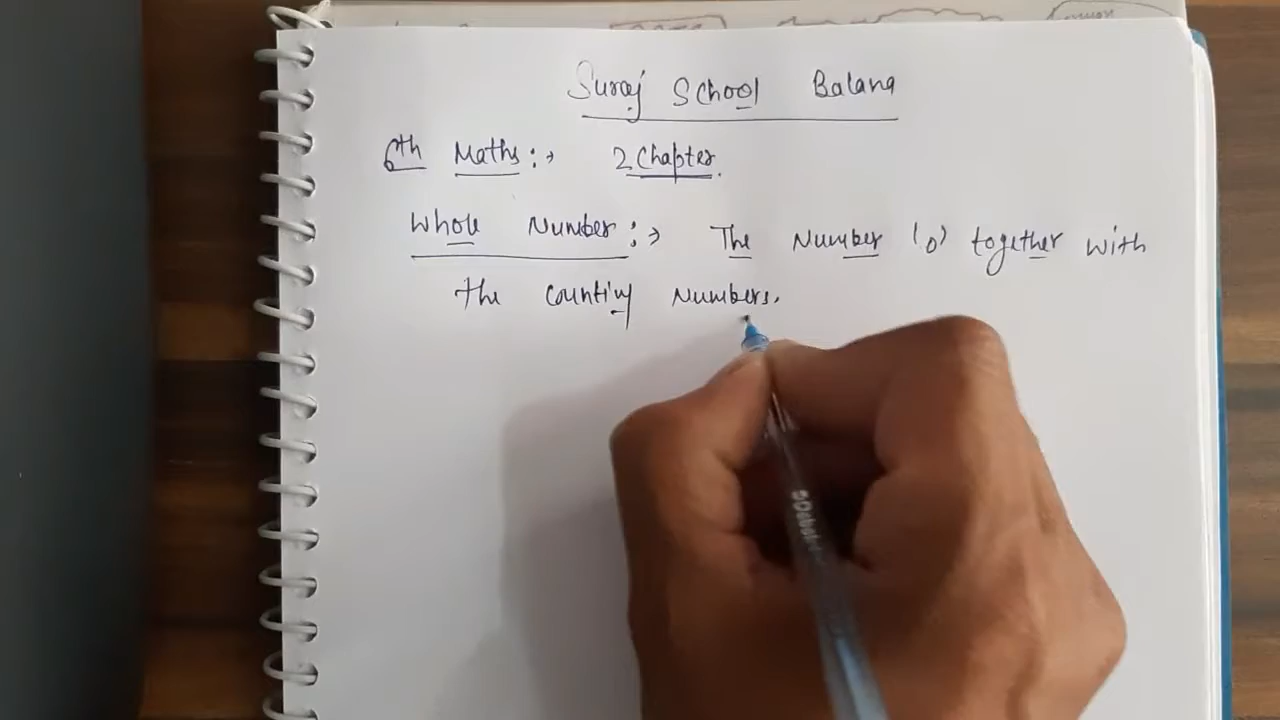 Suraj School Balana
6th Maths:→ 2 Chapter.
Whole Number:→ The Number '0' together with
the counting Numbers.